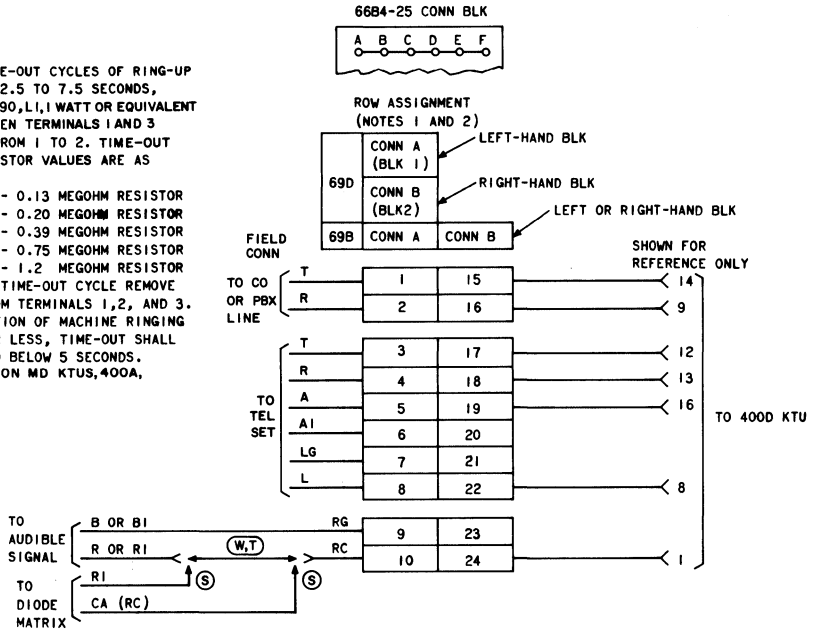 66B4-25 CONN BLK
A B C D E F
E-OUT CYCLES OF RING-UP
2.5 TO 7.5 SECONDS,
90,L1,1 WATT OR EQUIVALENT
EN TERMINALS 1 AND 3
ROM 1 TO 2. TIME-OUT
STOR VALUES ARE AS
- 0.13 MEGOHM RESISTOR
- 0.20 MEGOHM RESISTOR
- 0.39 MEGOHM RESISTOR
- 0.75 MEGOHM RESISTOR
- 1.2 MEGOHM RESISTOR
TIME-OUT CYCLE REMOVE
M TERMINALS 1,2, AND 3.
TION OF MACHINE RINGING
LESS, TIME-OUT SHALL
BELOW 5 SECONDS.
ON MD KTUS,400A,
ROW ASSIGNMENT
(NOTES 1 AND 2)
69D
CONN A
(BLK 1)
LEFT-HAND BLK
CONN B
(BLK2)
RIGHT-HAND BLK
69B CONN A CONN B
LEFT OR RIGHT-HAND BLK
FIELD
CONN
SHOWN FOR
REFERENCE ONLY
TO CO
OR PBX
LINE
T 1 15 14
R 2 16 9
TO
TEL
SET
T 3 17 12
R 4 18 13
A 5 19 16
A1 6 20
LG 7 21
L 8 22 8
TO 400D KTU
TO
AUDIBLE
SIGNAL
B OR B1 RG 9 23
R OR R1 W,T RC 10 24 1
TO
DIODE
MATRIX
R1 S S
CA (RC)